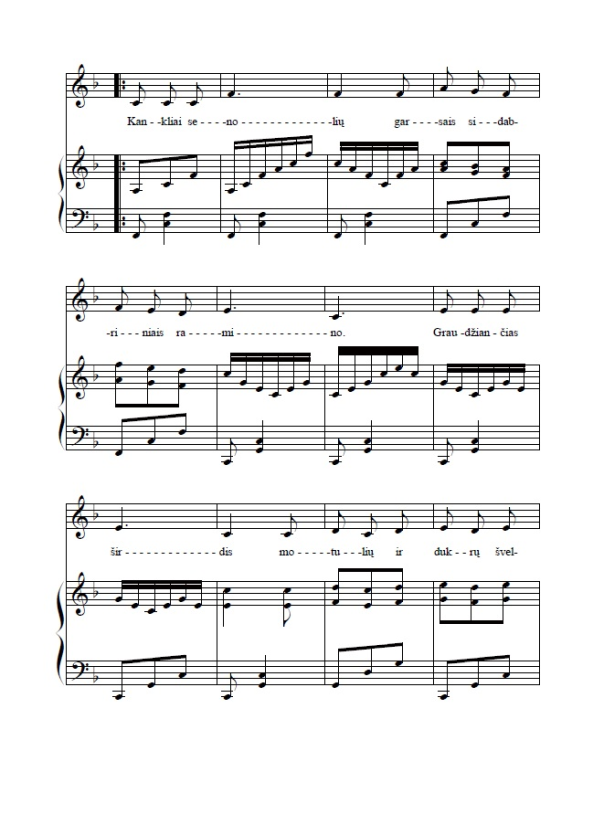 Kan--kliai se----no-----------------lių gar----sais si--dab-
-ri---niais ra-----mi------------no. Grau--džian--čias
šir------------dis mo--tu--lių ir duk--rų švel-